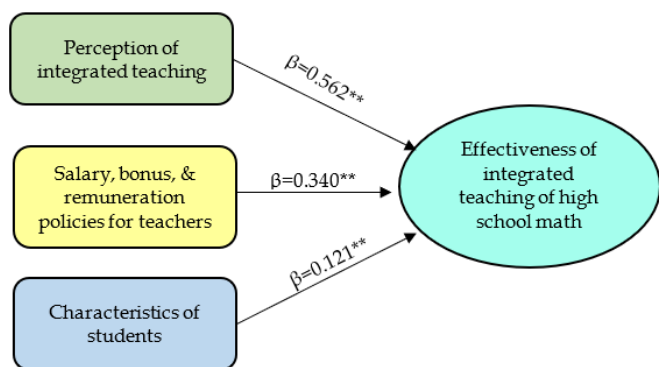 Perception of
integrated teaching
β=0.562**
Salary, bonus, &
remuneration
policies for teachers
β=0.340**
Characteristics of
students
β=0.121**
Effectiveness of
integrated
teaching of high
school math